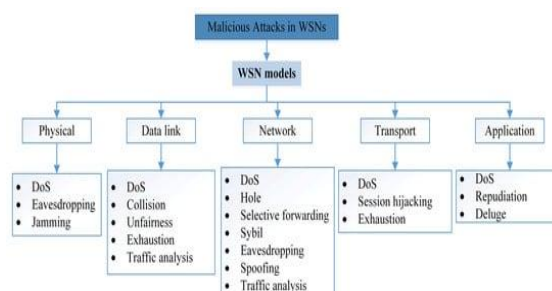 Malicious Attacks in WSNs
WSN models
Physical
Data link
Network
Transport
Application
• DoS
• Eavesdropping
• Jamming
• DoS
• Collision
• Unfairness
• Exhaustion
• Traffic analysis
• DoS
• Hole
• Selective forwarding
• Sybil
• Eavesdropping
• Spoofing
• Traffic analysis
• DoS
• Session hijacking
• Exhaustion
• DoS
• Repudiation
• Deluge